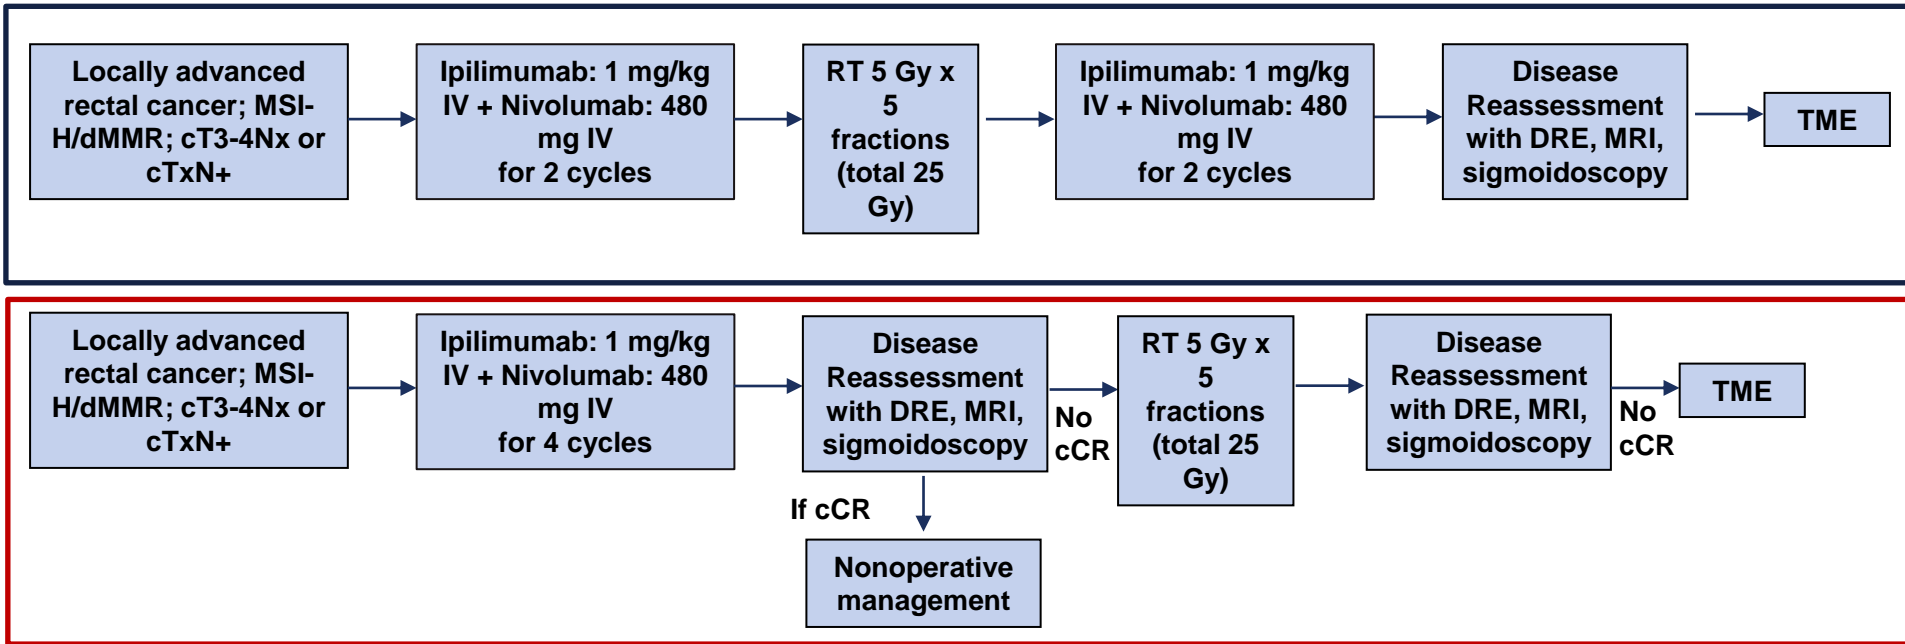 Locally advanced
rectal cancer; MSI-
H/dMMR; cT3-4Nx or
cTxN+
Ipilimumab: 1 mg/kg
IV + Nivolumab: 480
mg IV
for 2 cycles
RT 5 Gy x
5
fractions
(total 25
Gy)
Ipilimumab: 1 mg/kg
IV + Nivolumab: 480
mg IV
for 2 cycles
Disease
Reassessment
with DRE, MRI,
sigmoidoscopy
TME
Locally advanced
rectal cancer; MSI-
H/dMMR; cT3-4Nx or
cTxN+
Ipilimumab: 1 mg/kg
IV + Nivolumab: 480
mg IV
for 4 cycles
Disease
Reassessment
with DRE, MRI,
sigmoidoscopy
No
cCR
RT 5 Gy x
5
fractions
(total 25
Gy)
Disease
Reassessment
with DRE, MRI,
sigmoidoscopy
No
cCR
TME
If cCR
Nonoperative
management